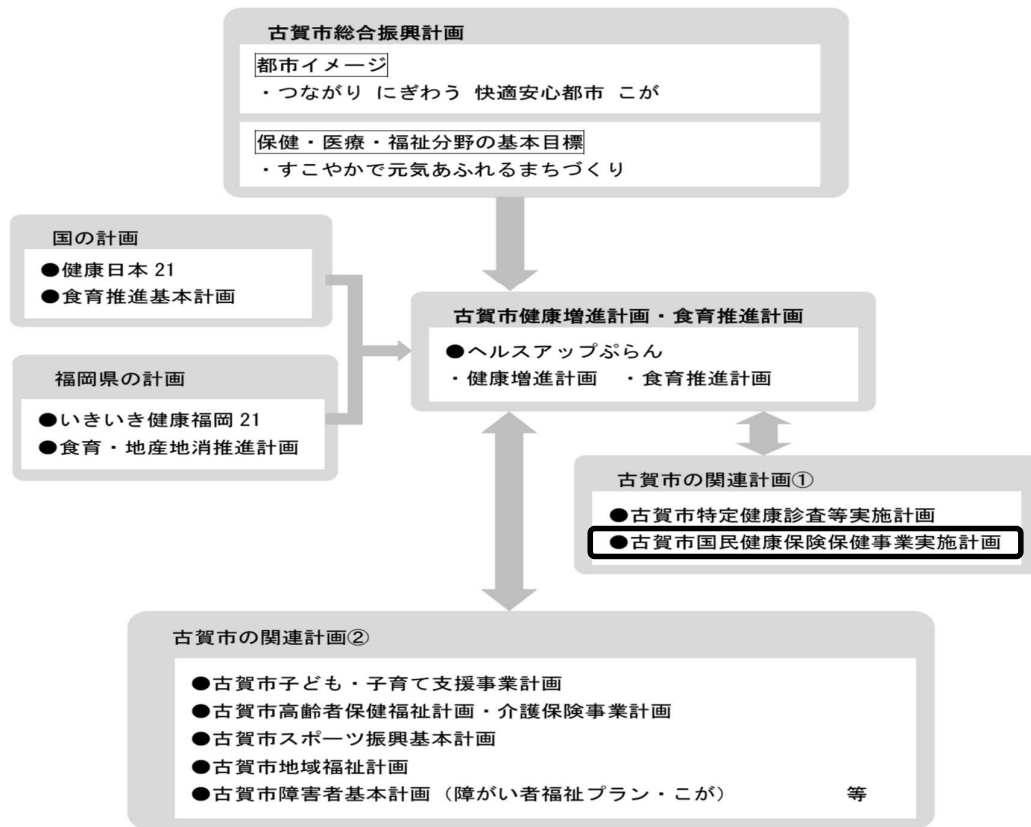 古賀市総合振興計画
都市イメージ
・つながり にぎわう 快適安心都市 こが
保健・医療・福祉分野の基本目標
・すこやかで元気あふれるまちづくり
国の計画
●健康日本 21
●食育推進基本計画
古賀市健康増進計画・食育推進計画
●ヘルスアップぷらん
・健康増進計画 ・食育推進計画
福岡県の計画
●いきいき健康福岡 21
●食育・地産地消推進計画
古賀市の関連計画①
●古賀市特定健康診査等実施計画
●古賀市国民健康保険保健事業実施計画
古賀市の関連計画②
●古賀市子ども・子育て支援事業計画
●古賀市高齢者保健福祉計画・介護保険事業計画
●古賀市スポーツ振興基本計画
●古賀市地域福祉計画
●古賀市障害者基本計画（障がい者福祉プラン・こが） 等